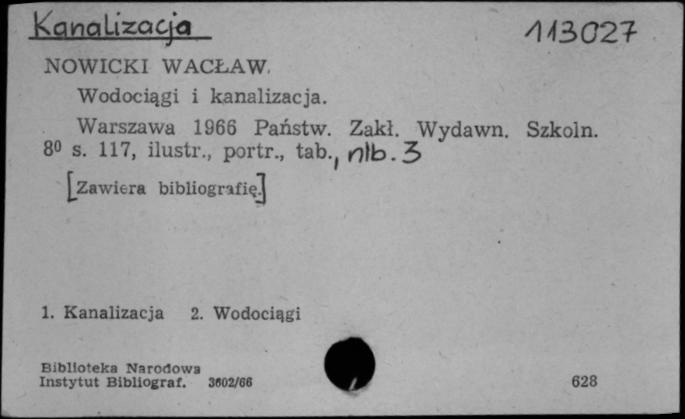 Kanalizacja 113027
NOWICKI WACŁAW.
Wodociągi i kanalizacja.
Warszawa 1966 Państw. Zakł. Wydawn. Szkoln.
8⁰ s. 117, ilustr., portr., tab., nlb. 3
[Zawiera bibliografię.]
1. Kanalizacja 2. Wodociągi
Biblioteka Narodowa
Instytut Bibliograf. 3602/66 628